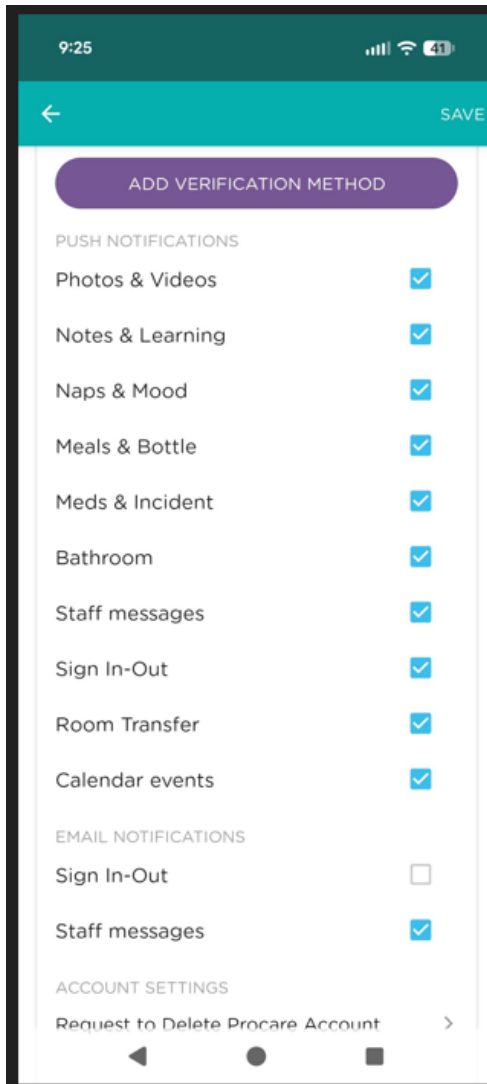 9:25 41
SAVE
ADD VERIFICATION METHOD
PUSH NOTIFICATIONS
Photos & Videos
Notes & Learning
Naps & Mood
Meals & Bottle
Meds & Incident
Bathroom
Staff messages
Sign In-Out
Room Transfer
Calendar events
EMAIL NOTIFICATIONS
Sign In-Out
Staff messages
ACCOUNT SETTINGS
Request to Delete Procare Account